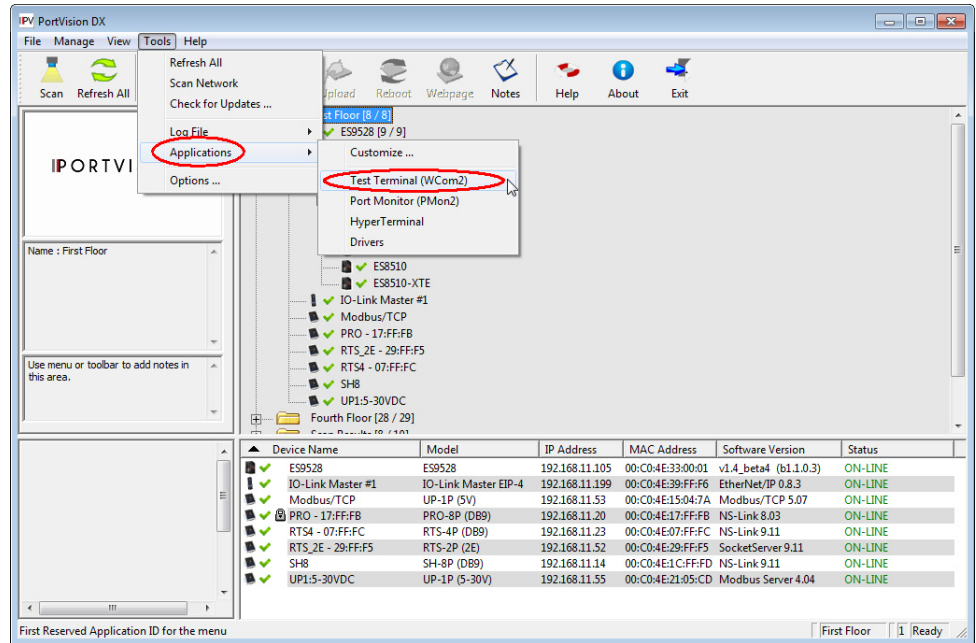 IPV PortVision DX
File Manage View Tools Help
Scan Refresh All Upload Reboot Webpage Notes Help About Exit
Refresh All
Scan Network
Check for Updates ...
Log File
Applications
Options ...
Customize ...
Test Terminal (WCom2)
Port Monitor (PMon2)
HyperTerminal
Drivers
IPORTVI
First Floor [8 / 8]
ES9528 [9 / 9]
ES8510
ES8510-XTE
IO-Link Master #1
Modbus/TCP
PRO - 17:FF:FB
RTS_2E - 29:FF:F5
RTS4 - 07:FF:FC
SH8
UP1:5-30VDC
Fourth Floor [28 / 29]
Scan Results [8 / 10]
Name : First Floor
Use menu or toolbar to add notes in
this area.
Device Name Model IP Address MAC Address Software Version Status
ES9528 ES9528 192.168.11.105 00:C0:4E:33:00:01 v1.4_beta4 (b1.1.0.3) ON-LINE
IO-Link Master #1 IO-Link Master EIP-4 192.168.11.199 00:C0:4E:39:FF:F6 EtherNet/IP 0.8.3 ON-LINE
Modbus/TCP UP-1P (5V) 192.168.11.53 00:C0:4E:15:04:7A Modbus/TCP 5.07 ON-LINE
PRO - 17:FF:FB PRO-8P (DB9) 192.168.11.20 00:C0:4E:17:FF:FB NS-Link 8.03 ON-LINE
RTS4 - 07:FF:FC RTS-4P (DB9) 192.168.11.23 00:C0:4E:07:FF:FC NS-Link 9.11 ON-LINE
RTS_2E - 29:FF:F5 RTS-2P (2E) 192.168.11.52 00:C0:4E:29:FF:F5 SocketServer 9.11 ON-LINE
SH8 SH-8P (DB9) 192.168.11.14 00:C0:4E:1C:FF:FD NS-Link 9.11 ON-LINE
UP1:5-30VDC UP-1P (5-30V) 192.168.11.55 00:C0:4E:21:05:CD Modbus Server 4.04 ON-LINE
First Reserved Application ID for the menu First Floor 1 Ready